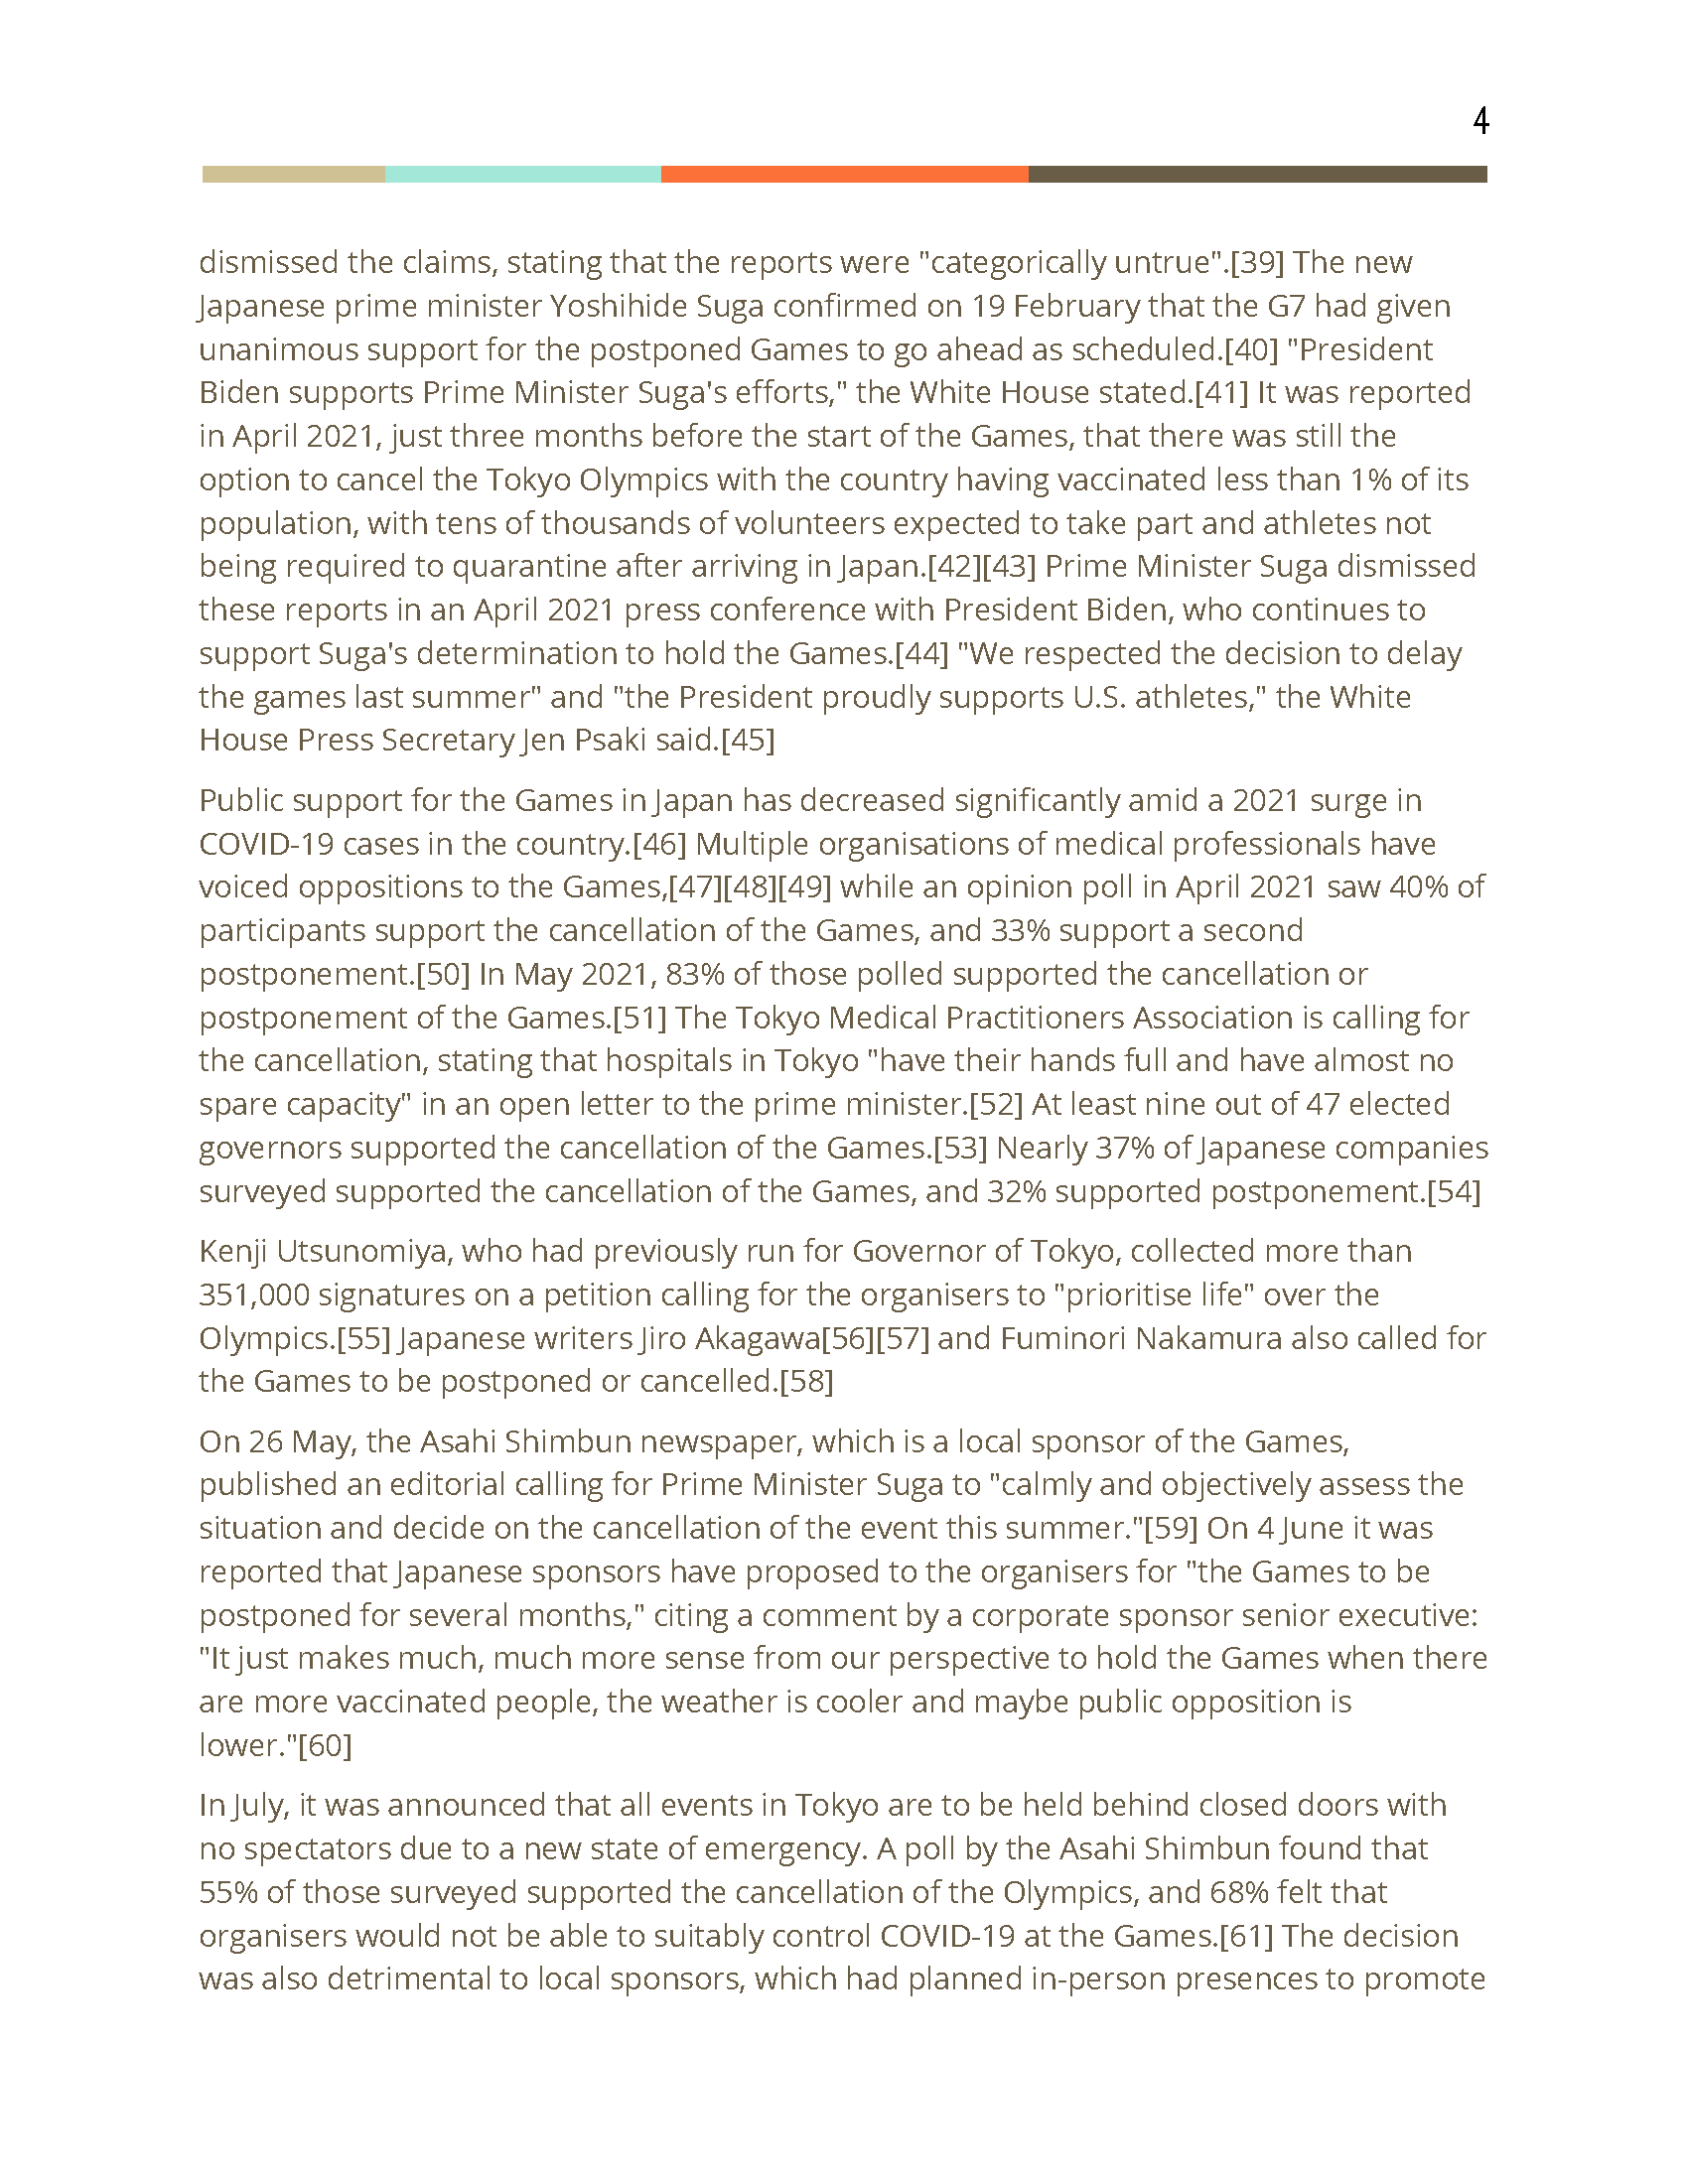 4
dismissed the claims, stating that the reports were "categorically untrue".[39] The new
Japanese prime minister Yoshihide Suga confirmed on 19 February that the G7 had given
unanimous support for the postponed Games to go ahead as scheduled.[40] "President
Biden supports Prime Minister Suga's efforts," the White House stated.[41] It was reported
in April 2021, just three months before the start of the Games, that there was still the
option to cancel the Tokyo Olympics with the country having vaccinated less than 1% of its
population, with tens of thousands of volunteers expected to take part and athletes not
being required to quarantine after arriving in Japan.[42][43] Prime Minister Suga dismissed
these reports in an April 2021 press conference with President Biden, who continues to
support Suga's determination to hold the Games.[44] "We respected the decision to delay
the games last summer" and "the President proudly supports U.S. athletes," the White
House Press Secretary Jen Psaki said.[45]
Public support for the Games in Japan has decreased significantly amid a 2021 surge in
COVID-19 cases in the country.[46] Multiple organisations of medical professionals have
voiced oppositions to the Games,[47][48][49] while an opinion poll in April 2021 saw 40% of
participants support the cancellation of the Games, and 33% support a second
postponement.[50] In May 2021, 83% of those polled supported the cancellation or
postponement of the Games.[51] The Tokyo Medical Practitioners Association is calling for
the cancellation, stating that hospitals in Tokyo "have their hands full and have almost no
spare capacity" in an open letter to the prime minister.[52] At least nine out of 47 elected
governors supported the cancellation of the Games.[53] Nearly 37% of Japanese companies
surveyed supported the cancellation of the Games, and 32% supported postponement.[54]
Kenji Utsunomiya, who had previously run for Governor of Tokyo, collected more than
351,000 signatures on a petition calling for the organisers to "prioritise life" over the
Olympics.[55] Japanese writers Jiro Akagawa[56][57] and Fuminori Nakamura also called for
the Games to be postponed or cancelled.[58]
On 26 May, the Asahi Shimbun newspaper, which is a local sponsor of the Games,
published an editorial calling for Prime Minister Suga to "calmly and objectively assess the
situation and decide on the cancellation of the event this summer."[59] On 4 June it was
reported that Japanese sponsors have proposed to the organisers for "the Games to be
postponed for several months," citing a comment by a corporate sponsor senior executive:
"It just makes much, much more sense from our perspective to hold the Games when there
are more vaccinated people, the weather is cooler and maybe public opposition is
lower."[60]
In July, it was announced that all events in Tokyo are to be held behind closed doors with
no spectators due to a new state of emergency. A poll by the Asahi Shimbun found that
55% of those surveyed supported the cancellation of the Olympics, and 68% felt that
organisers would not be able to suitably control COVID-19 at the Games.[61] The decision
was also detrimental to local sponsors, which had planned in-person presences to promote